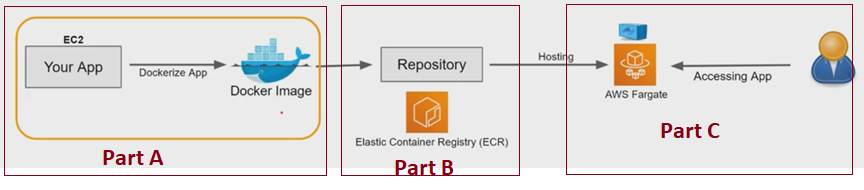 EC2
Your App
Dockerize App
Docker Image
Part A
Repository
Elastic Container Registry (ECR)
Part B
Hosting
AWS Fargate
Accessing App
Part C